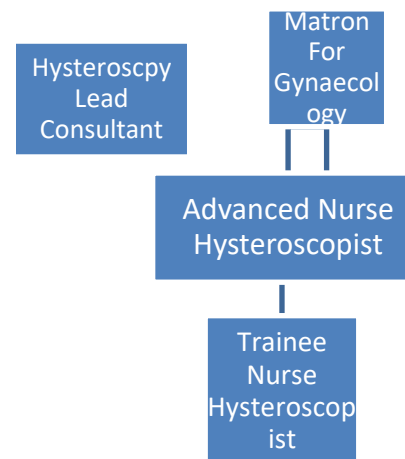 Hysteroscpy
Lead
Consultant
Matron
For
Gynaecol
ogy
Advanced Nurse
Hysteroscopist
Trainee
Nurse
Hysteroscop
ist